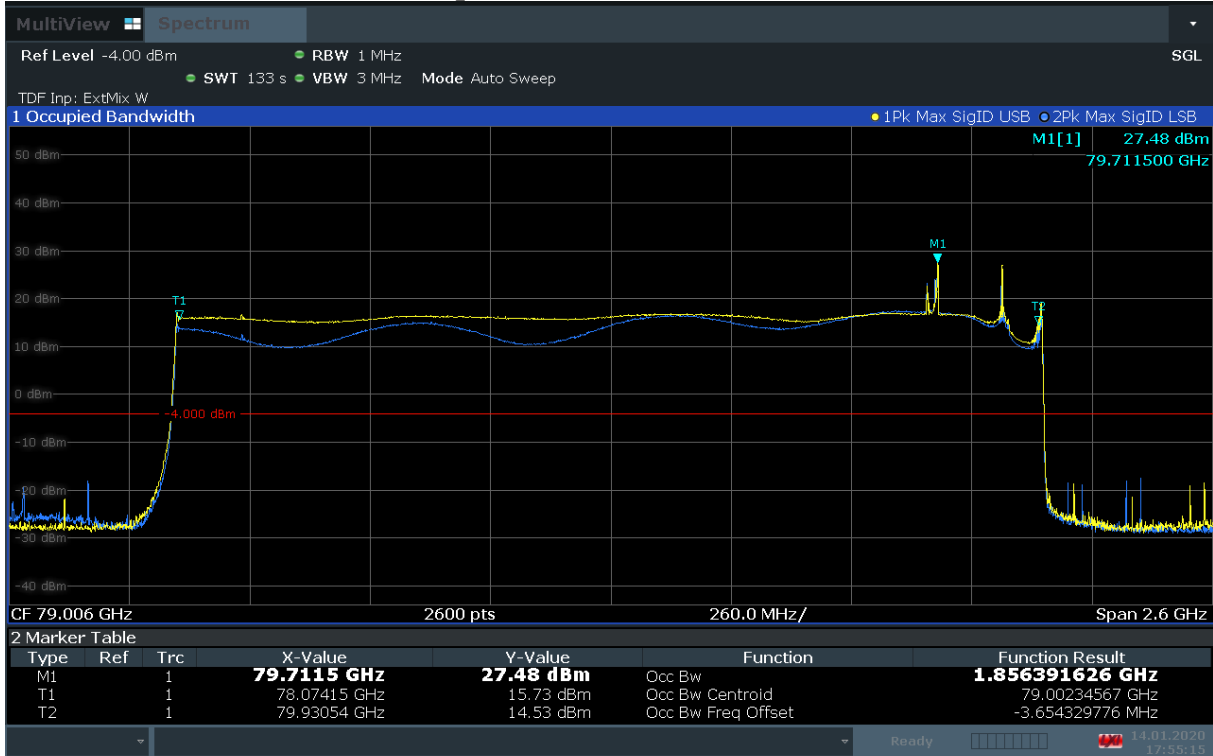 MultiView Spectrum
Ref Level -4.00 dBm RBW 1 MHz SGL
SWT 133 s VBW 3 MHz Mode Auto Sweep
TDF Inp: ExtMix W
1 Occupied Bandwidth 1Pk Max SigID USB 2Pk Max SigID LSB
M1[1] 27.48 dBm
79.711500 GHz
50 dBm
40 dBm
M1
30 dBm
20 dBm
T1
T2
10 dBm
0 dBm
-4.000 dBm
-10 dBm
-20 dBm
-30 dBm
-40 dBm
CF 79.006 GHz 2600 pts 260.0 MHz/ Span 2.6 GHz
2 Marker Table
Type Ref Trc X-Value Y-Value Function Function Result
M1 1 79.7115 GHz 27.48 dBm Occ Bw 1.856391626 GHz
T1 1 78.07415 GHz 15.73 dBm Occ Bw Centroid 79.00234567 GHz
T2 1 79.93054 GHz 14.53 dBm Occ Bw Freq Offset -3.654329776 MHz
Ready 14.01.2020
17:55:15